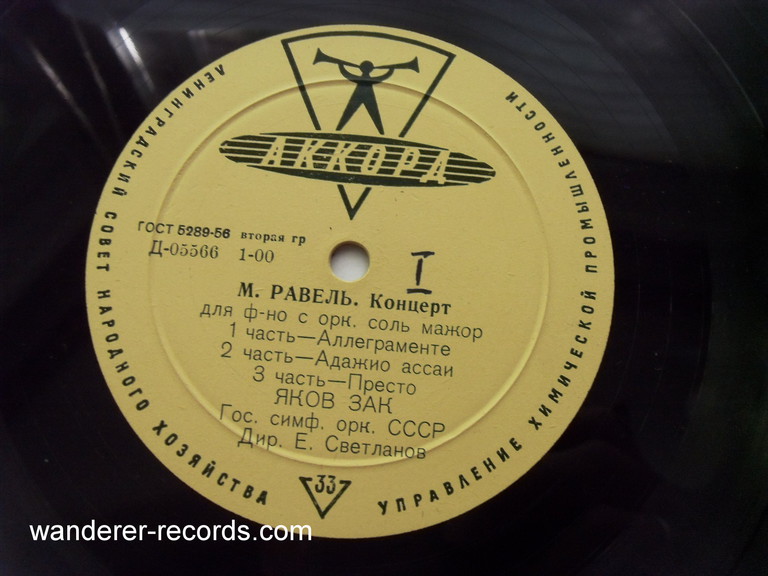 ЛЕНИНГРАДСКИЙ СОВЕТ НАРОДНОГО ХОЗЯЙСТВА
УПРАВЛЕНИЕ ХИМИЧЕСКОЙ ПРОМЫШЛЕННОСТИ
АККОРД
ГОСТ 5289-56 вторая гр
Д-05566 1-00
I
М. РАВЕЛЬ. Концерт
для ф-но с орк. соль мажор
1 часть—Аллеграменте
2 часть—Адажио ассаи
3 часть—Престо
ЯКОВ ЗАК
Гос. симф. орк. СССР
Дир. Е. Светланов
33
wanderer-records.com